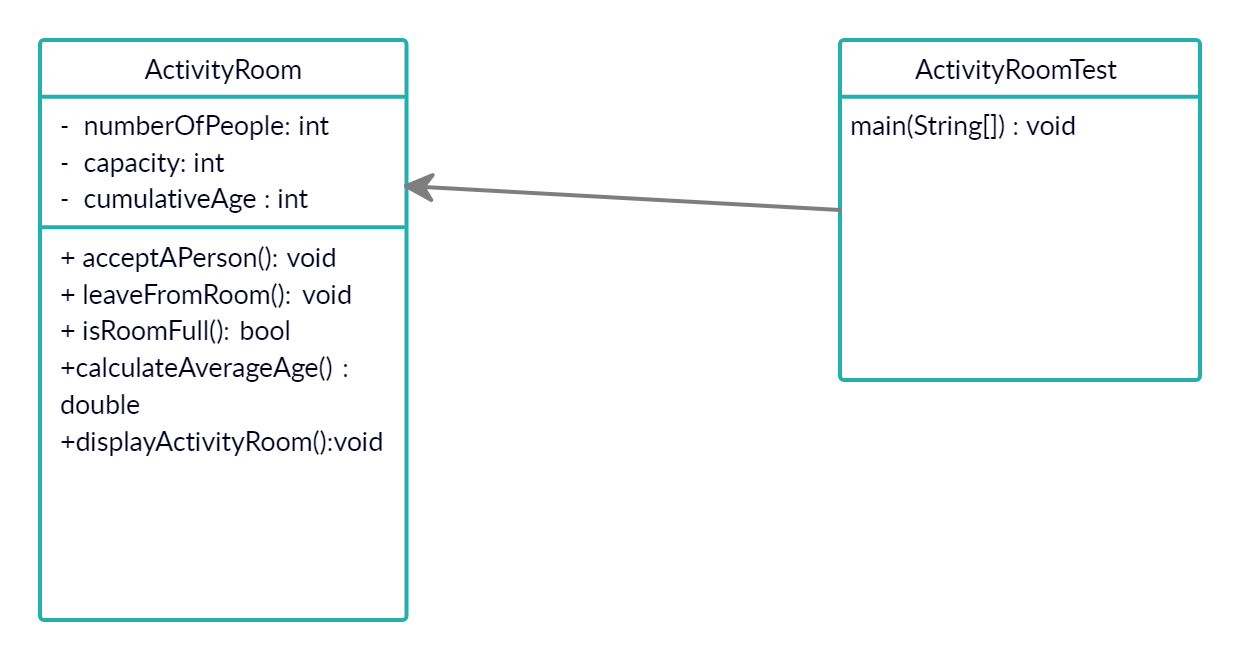 ActivityRoom
- numberOfPeople: int
- capacity: int
- cumulativeAge : int
+ acceptAPerson(): void
+ leaveFromRoom(): void
+ isRoomFull(): bool
+calculateAverageAge() :
double
+displayActivityRoom():void
ActivityRoomTest
main(String[]) : void